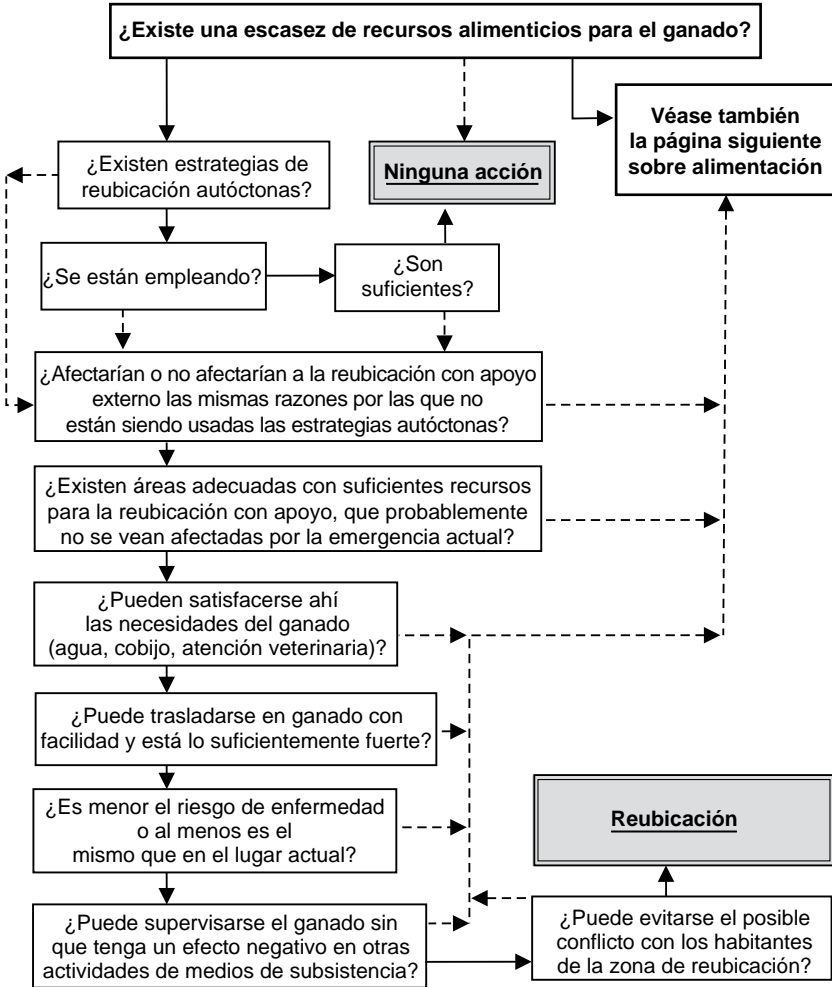 ¿Existe una escasez de recursos alimenticios para el ganado?
Véase también
la página siguiente
sobre alimentación
¿Existen estrategias de
reubicación autóctonas?
Ninguna acción
¿Se están empleando?
¿Son
suficientes?
¿Afectarían o no afectarían a la reubicación con apoyo
externo las mismas razones por las que no
están siendo usadas las estrategias autóctonas?
¿Existen áreas adecuadas con suficientes recursos
para la reubicación con apoyo, que probablemente
no se vean afectadas por la emergencia actual?
¿Pueden satisfacerse ahí
las necesidades del ganado
(agua, cobijo, atención veterinaria)?
¿Puede trasladarse en ganado con
facilidad y está lo suficientemente fuerte?
¿Es menor el riesgo de enfermedad
o al menos es el
mismo que en el lugar actual?
Reubicación
¿Puede supervisarse el ganado sin
que tenga un efecto negativo en otras
actividades de medios de subsistencia?
¿Puede evitarse el posible
conflicto con los habitantes
de la zona de reubicación?